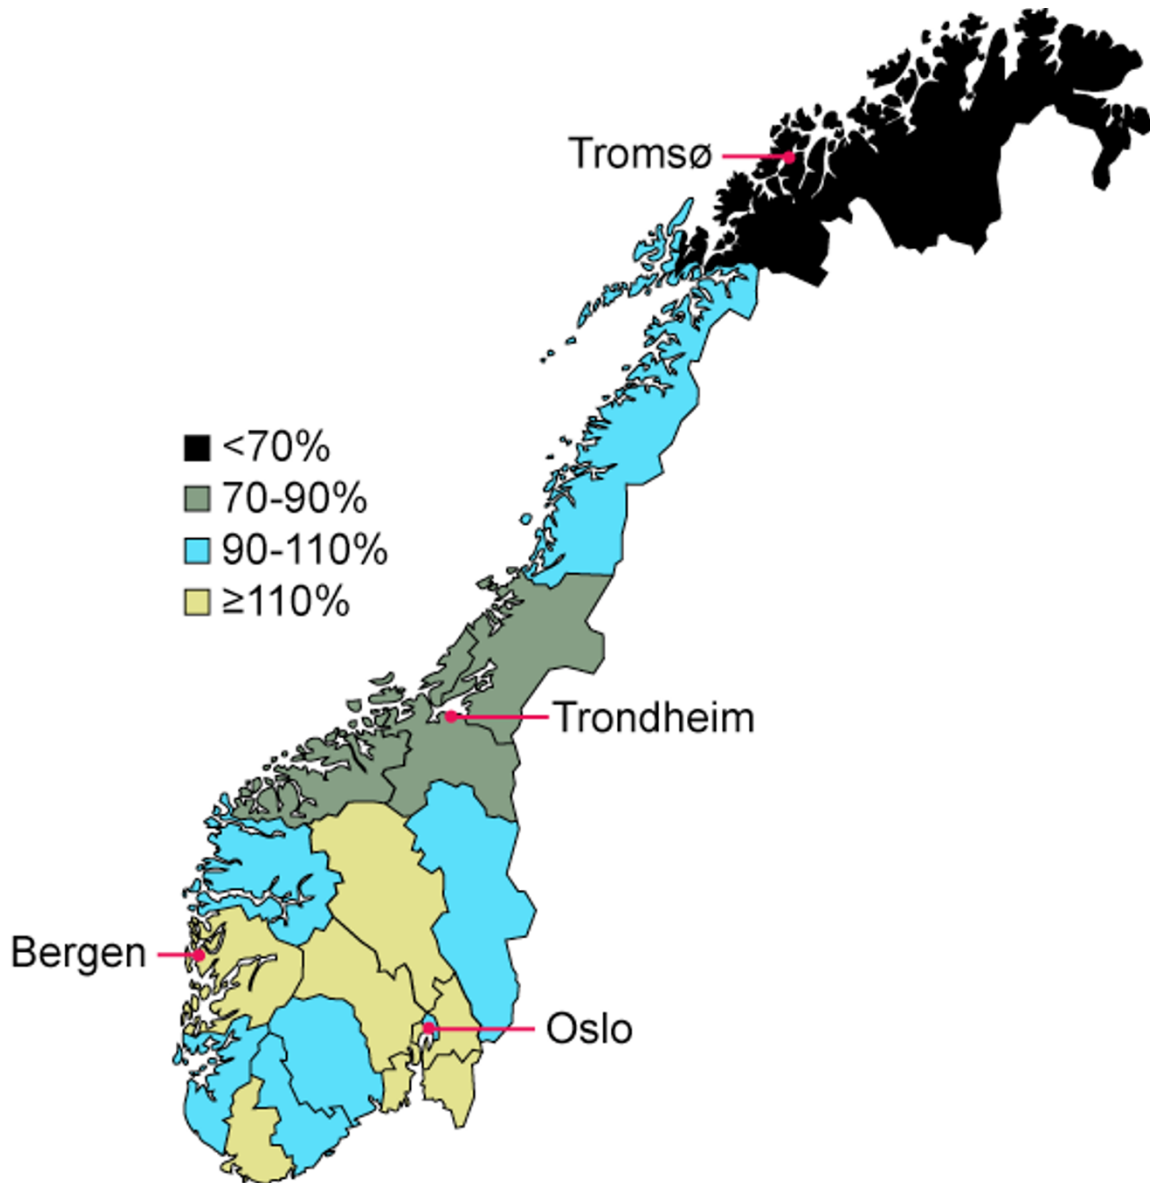 Tromsø
<70%
70-90%
90-110%
≥110%
Trondheim
Bergen
Oslo